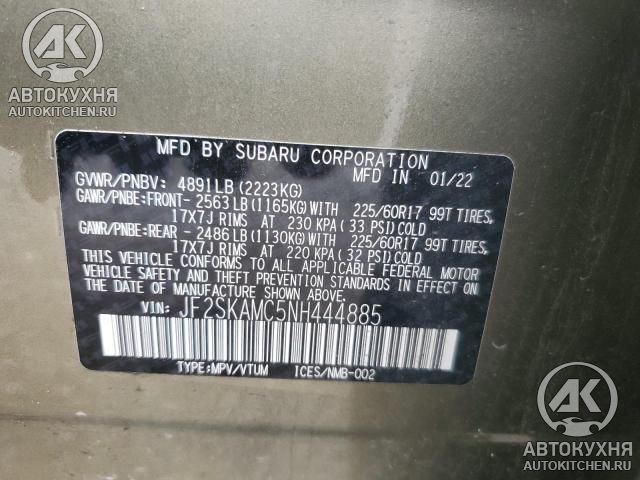 АК
АВТОКУХНЯ
AUTOKITCHEN.RU
MFD BY SUBARU CORPORATION
MFD IN 01/22
GVWR/PNBV: 4891LB (2223KG)
GAWR/PNBE:FRONT- 2563LB (1165KG)WITH 225/60R17 99T TIRES,
17X7J RIMS AT 230 KPA(33 PSI)COLD
GAWR/PNBE:REAR - 2486LB (1130KG)WITH 225/60R17 99T TIRES,
17X7J RIMS AT 220 KPA(32 PSI)COLD
THIS VEHICLE CONFORMS TO ALL APPLICABLE FEDERAL MOTOR
VEHICLE SAFETY AND THEFT PREVENTION STANDARDS IN EFFECT ON
THE DATE OF MANUFACTURE SHOWN ABOVE.
VIN: JF2SKAMC5NH444885
TYPE:MPV/VTUM ICES/NMB-002
АК
АВТОКУХНЯ
AUTOKITCHEN.RU